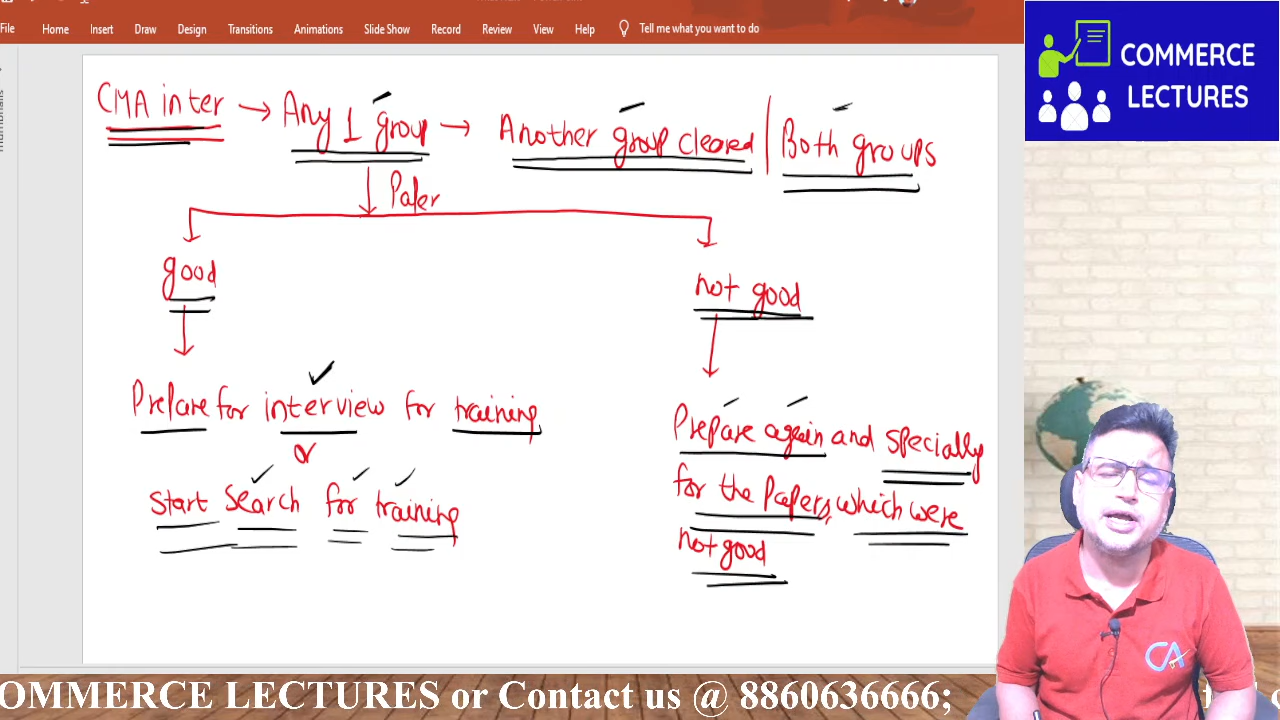 File Home Insert Draw Design Transitions Animations Slide Show Record Review View Help Tell me what you want to do
COMMERCE
LECTURES
CMA inter → Any 1 group → Another group cleared | Both groups
Paper
good
not good
Prepare for interview for training
or
Start search for training
Prepare again and specially
for the Papers, which were
not good
CA
OMMERCE LECTURES or Contact us @ 8860636666;